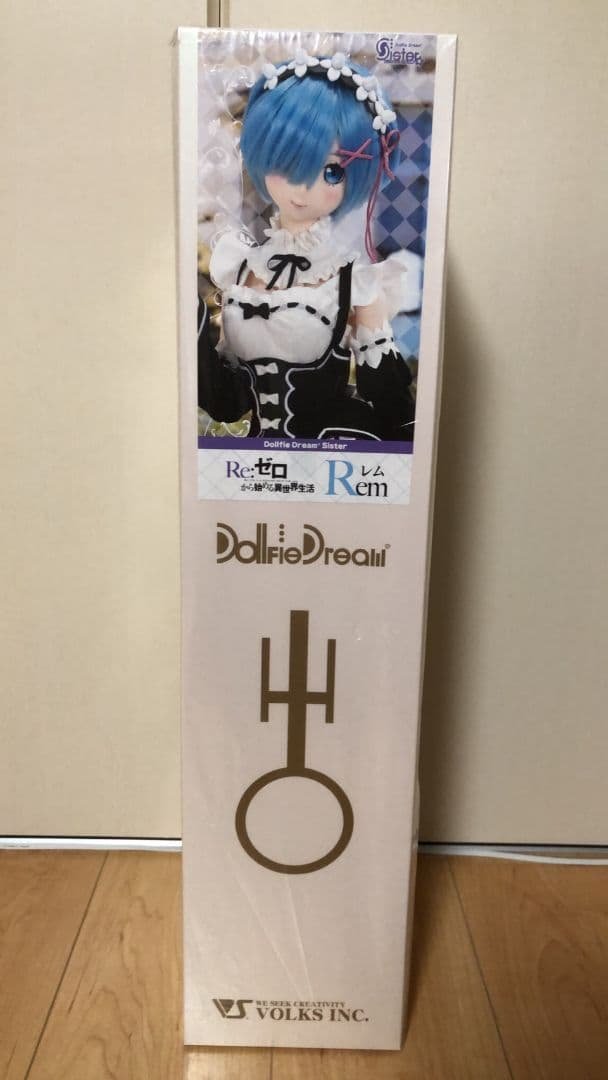 Dollfie Dream®
Sister
Dollfie Dream® Sister
Re:ゼロ
から始める異世界生活
レム
Rem
DollfieDream®
VS
WE SEEK CREATIVITY
VOLKS INC.